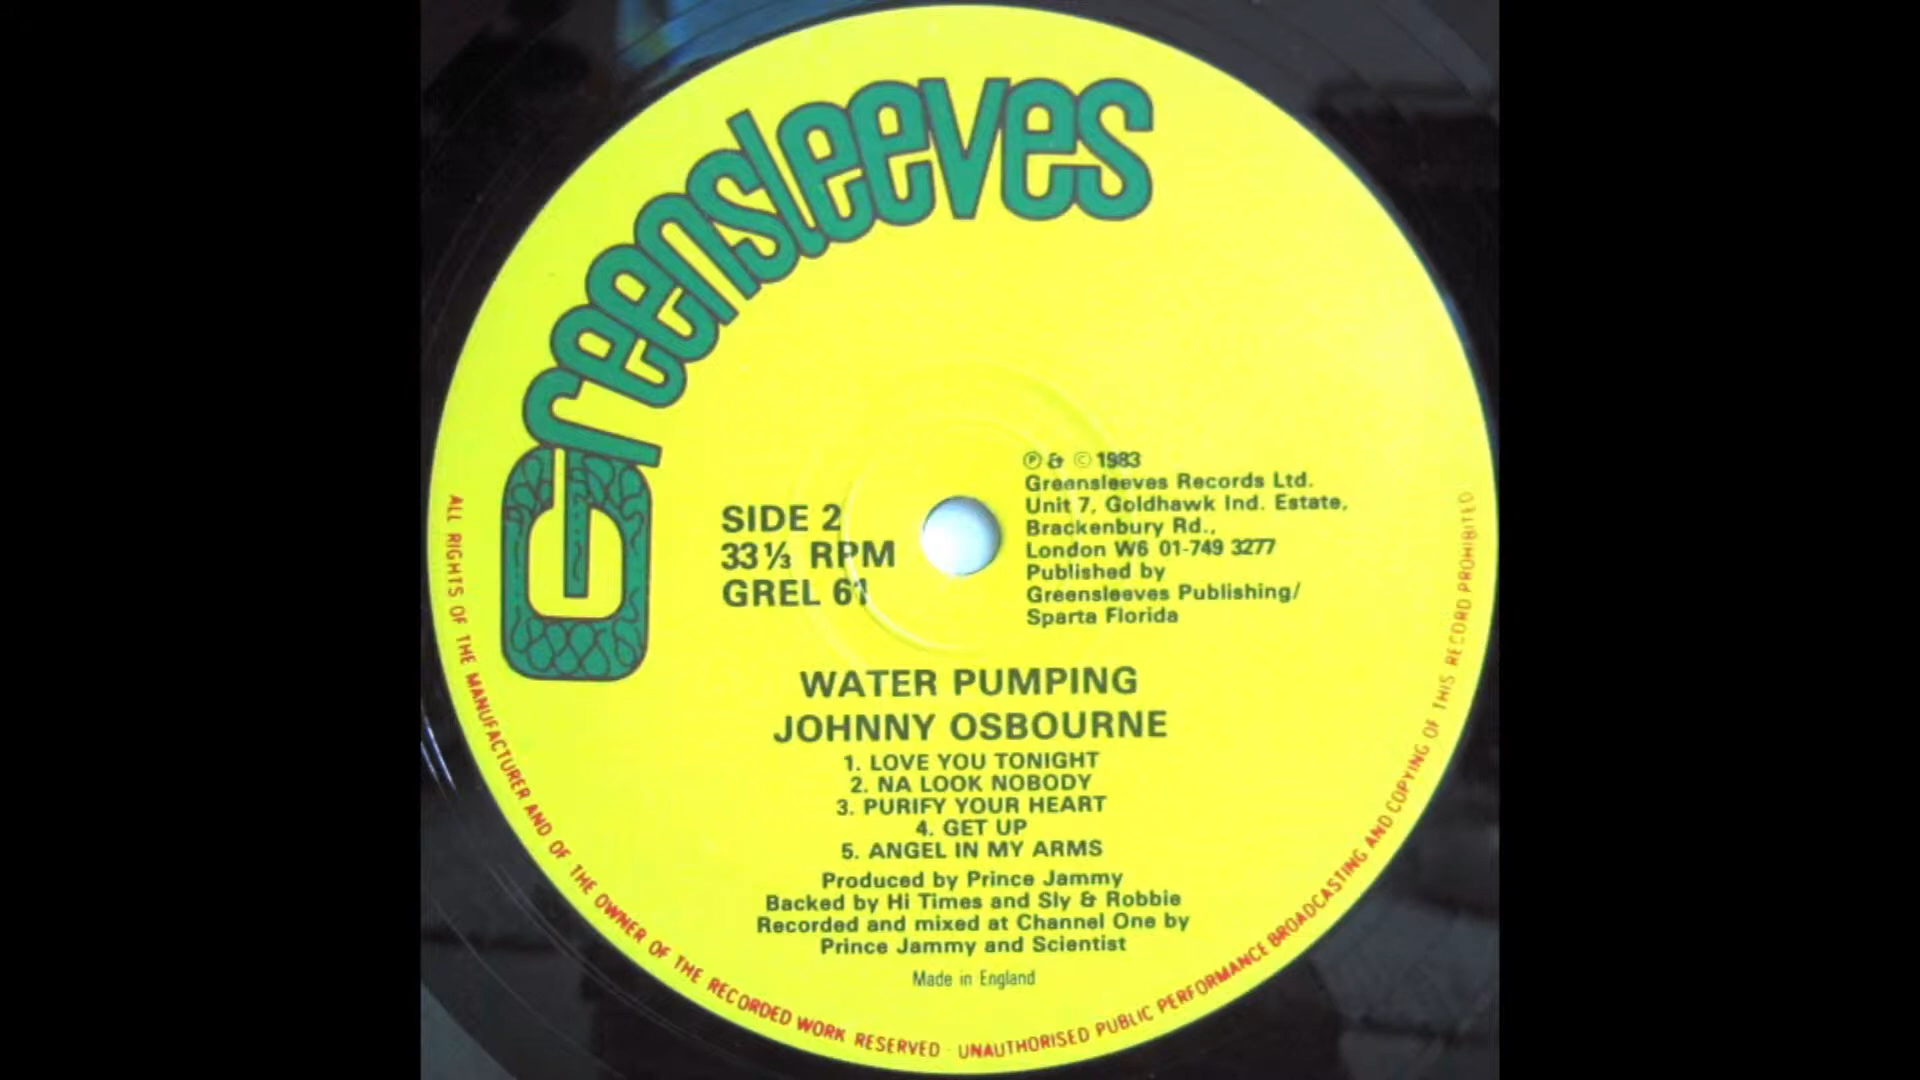 Greensleeves
SIDE 2
33⅓ RPM
GREL 61
℗ & © 1983
Greensleeves Records Ltd.
Unit 7, Goldhawk Ind. Estate,
Brackenbury Rd.,
London W6 01-749 3277
Published by
Greensleeves Publishing/
Sparta Florida
WATER PUMPING
JOHNNY OSBOURNE
1. LOVE YOU TONIGHT
2. NA LOOK NOBODY
3. PURIFY YOUR HEART
4. GET UP
5. ANGEL IN MY ARMS
Produced by Prince Jammy
Backed by Hi Times and Sly & Robbie
Recorded and mixed at Channel One by
Prince Jammy and Scientist
Made in England
ALL RIGHTS OF THE MANUFACTURER AND OF THE OWNER OF THE RECORDED WORK RESERVED · UNAUTHORISED PUBLIC PERFORMANCE BROADCASTING AND COPYING OF THIS RECORD PROHIBITED